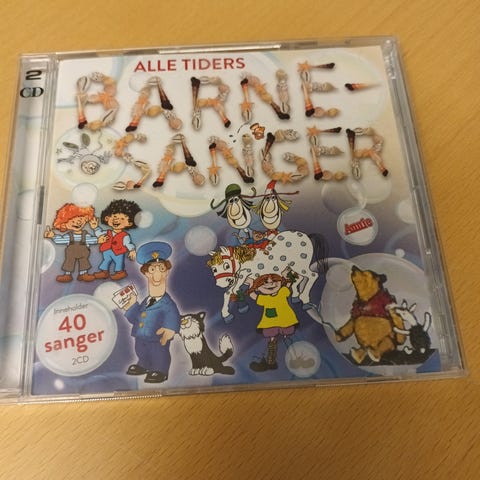 2
CD
ALLE TIDERS
BARNE-
SANGER
Annie
Inneholder
40
sanger
2CD